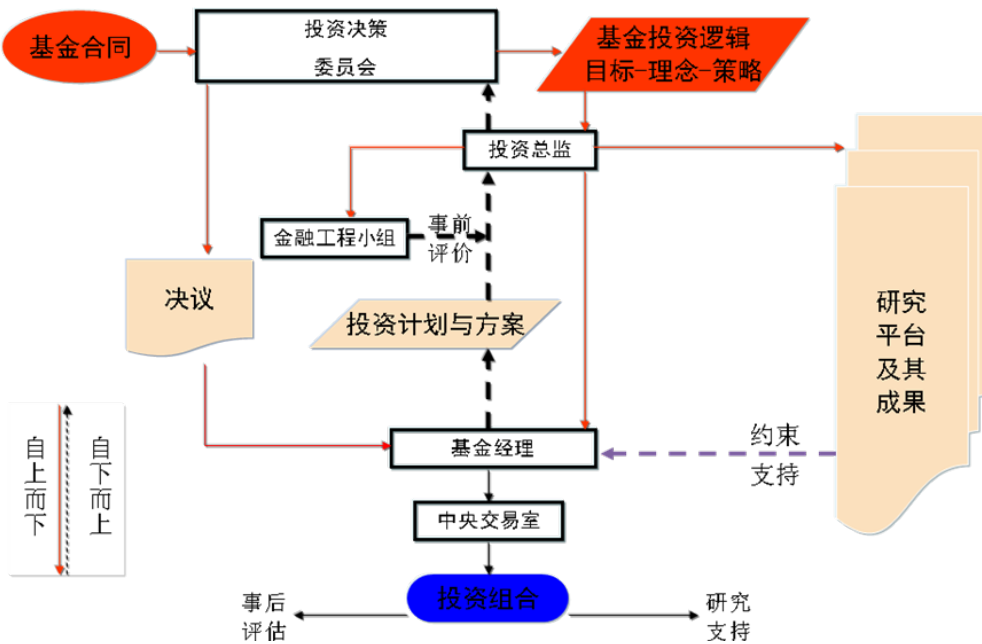 基金合同
投资决策
委员会
基金投资逻辑
目标-理念-策略
投资总监
金融工程小组
事前
评价
决议
投资计划与方案
研究
平台
及其
成果
自上而下
自下而上
基金经理
约束
支持
中央交易室
投资组合
事后
评估
研究
支持